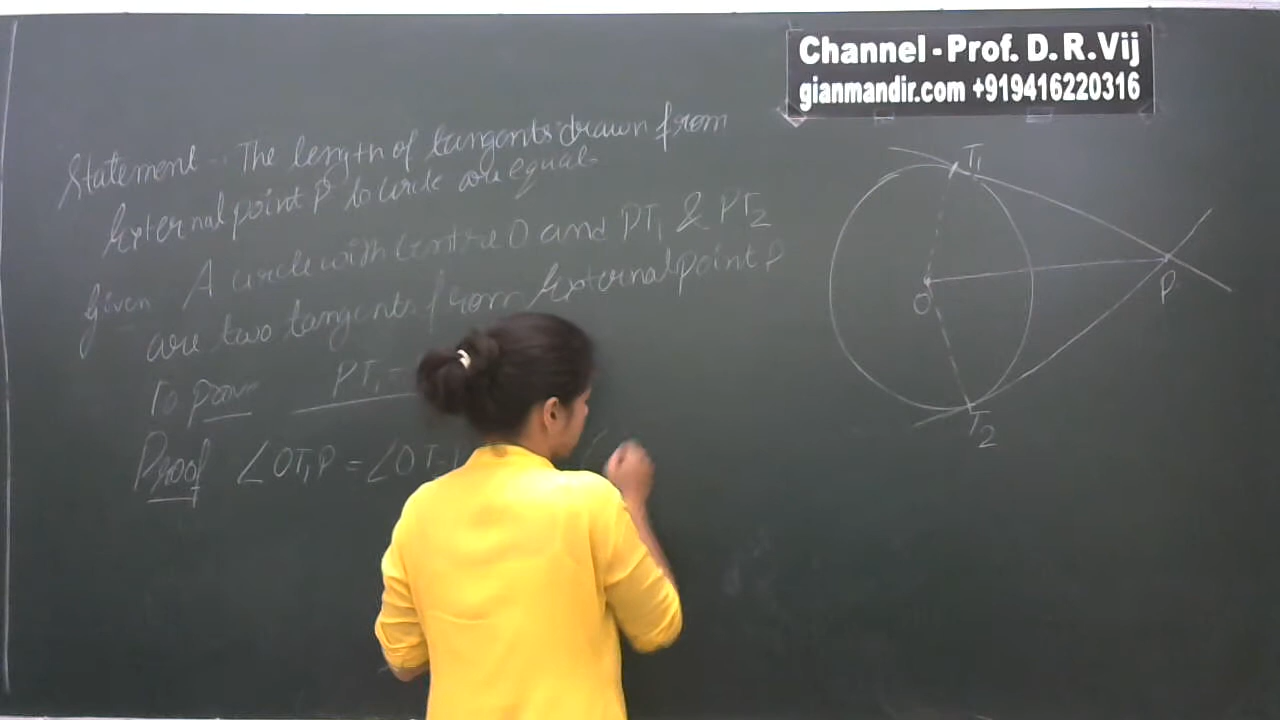 Channel - Prof. D. R. Vij
gianmandir.com +919416220316
Statement :- The length of tangents drawn from
External point P to circle are equal-
Given A circle with centre O and PT1 & PT2
are two tangents from External point P
To prove PT1 =
Proof ∠OT1P = ∠OT
T1
O
P
T2